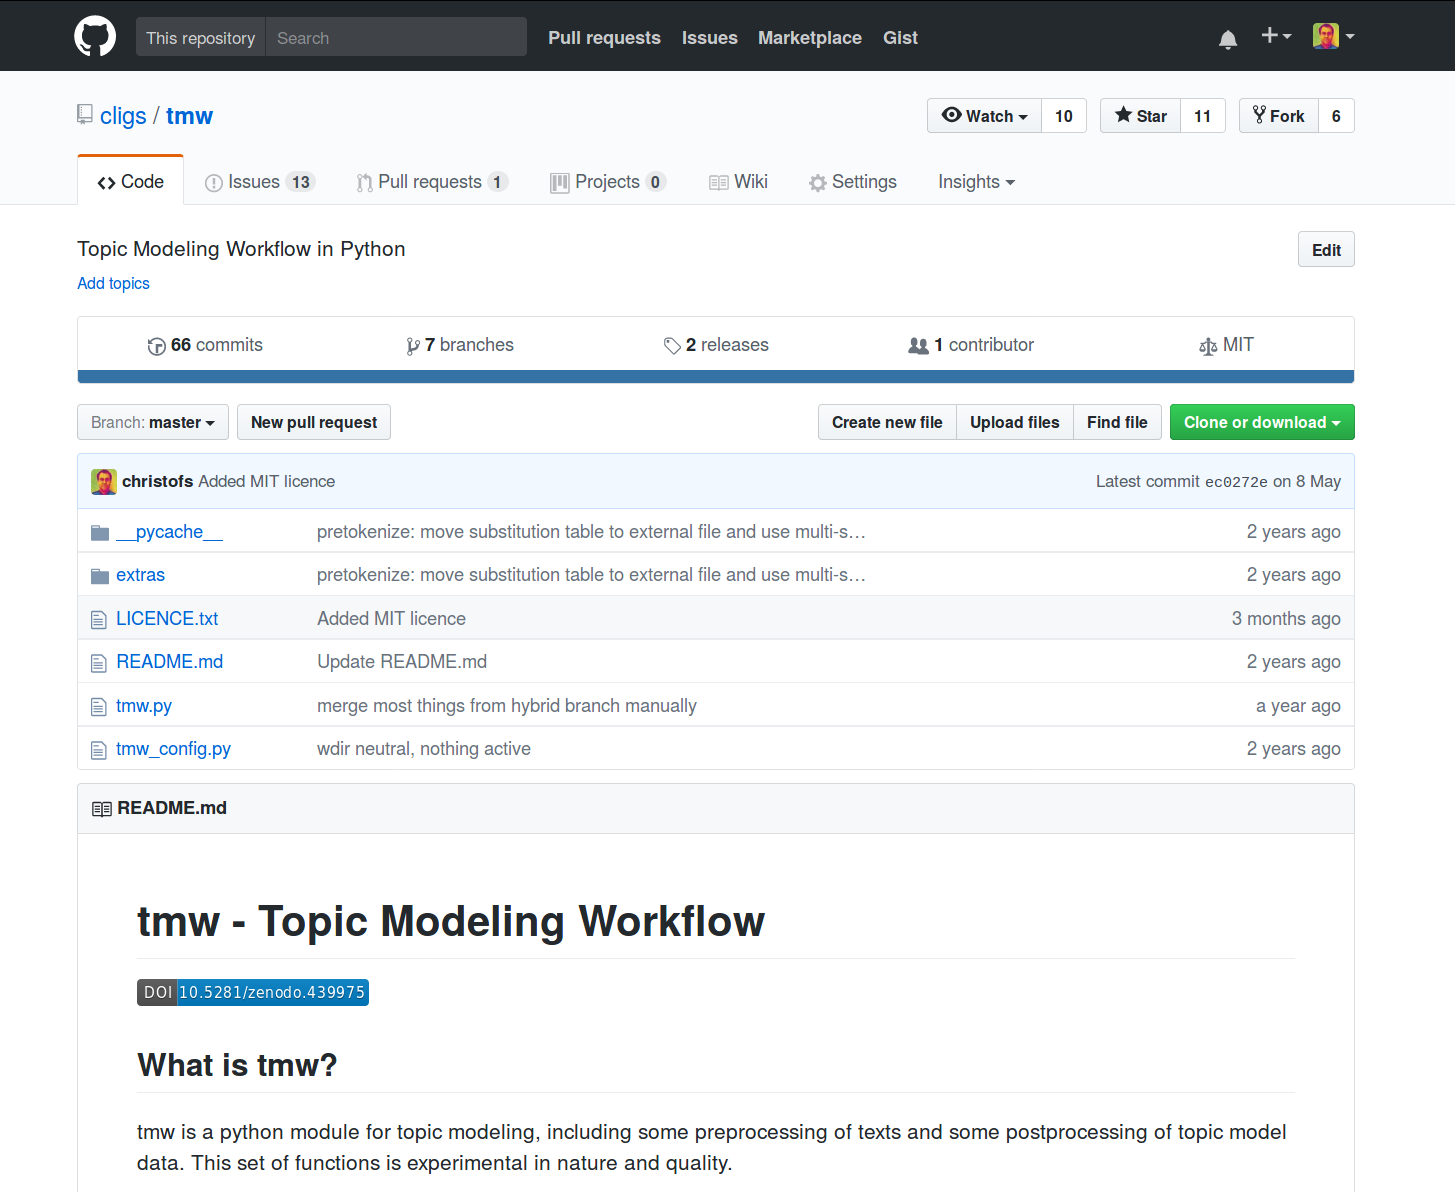 This repository Search Pull requests Issues Marketplace Gist
cligs / tmw
Watch 10 Star 11 Fork 6
Code Issues 13 Pull requests 1 Projects 0 Wiki Settings Insights
Topic Modeling Workflow in Python
Edit
Add topics
66 commits 7 branches 2 releases 1 contributor MIT
Branch: master New pull request Create new file Upload files Find file Clone or download
christofs Added MIT licence Latest commit ec0272e on 8 May
__pycache__ pretokenize: move substitution table to external file and use multi-s… 2 years ago
extras pretokenize: move substitution table to external file and use multi-s… 2 years ago
LICENCE.txt Added MIT licence 3 months ago
README.md Update README.md 2 years ago
tmw.py merge most things from hybrid branch manually a year ago
tmw_config.py wdir neutral, nothing active 2 years ago
README.md
tmw - Topic Modeling Workflow
DOI 10.5281/zenodo.439975
What is tmw?
tmw is a python module for topic modeling, including some preprocessing of texts and some postprocessing of topic model
data. This set of functions is experimental in nature and quality.